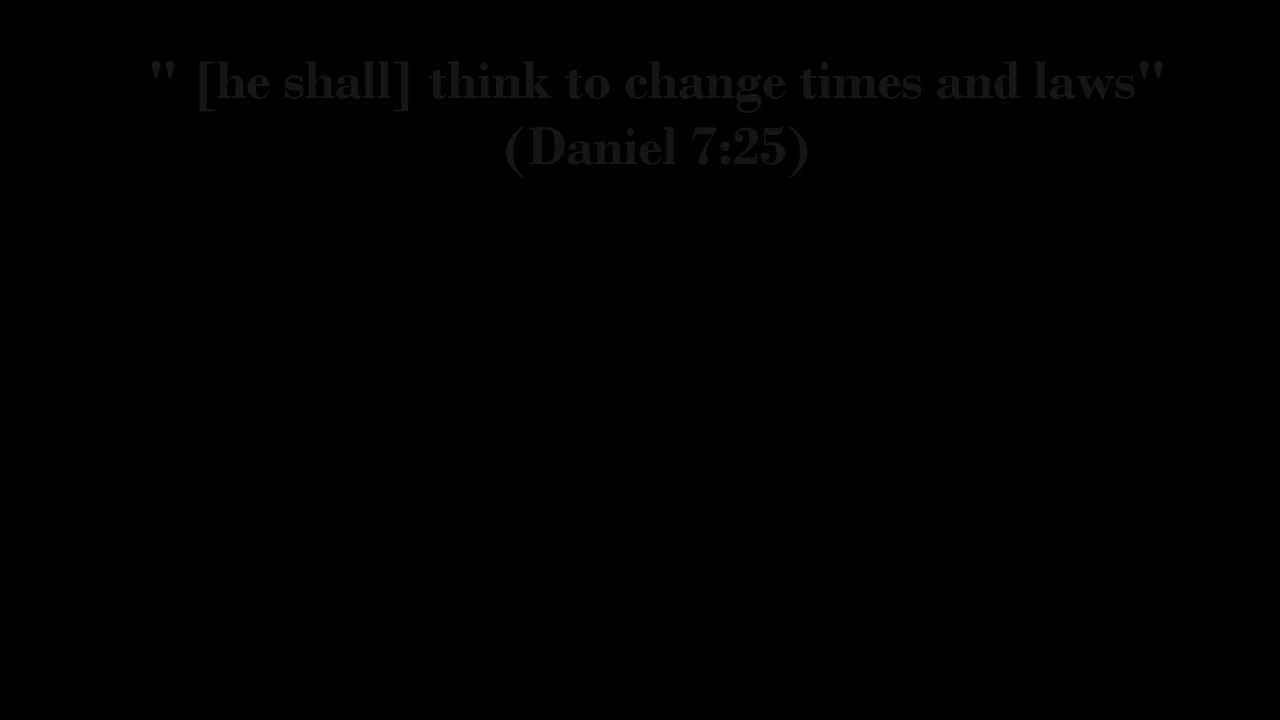 " [he shall] think to change times and laws"
(Daniel 7:25)